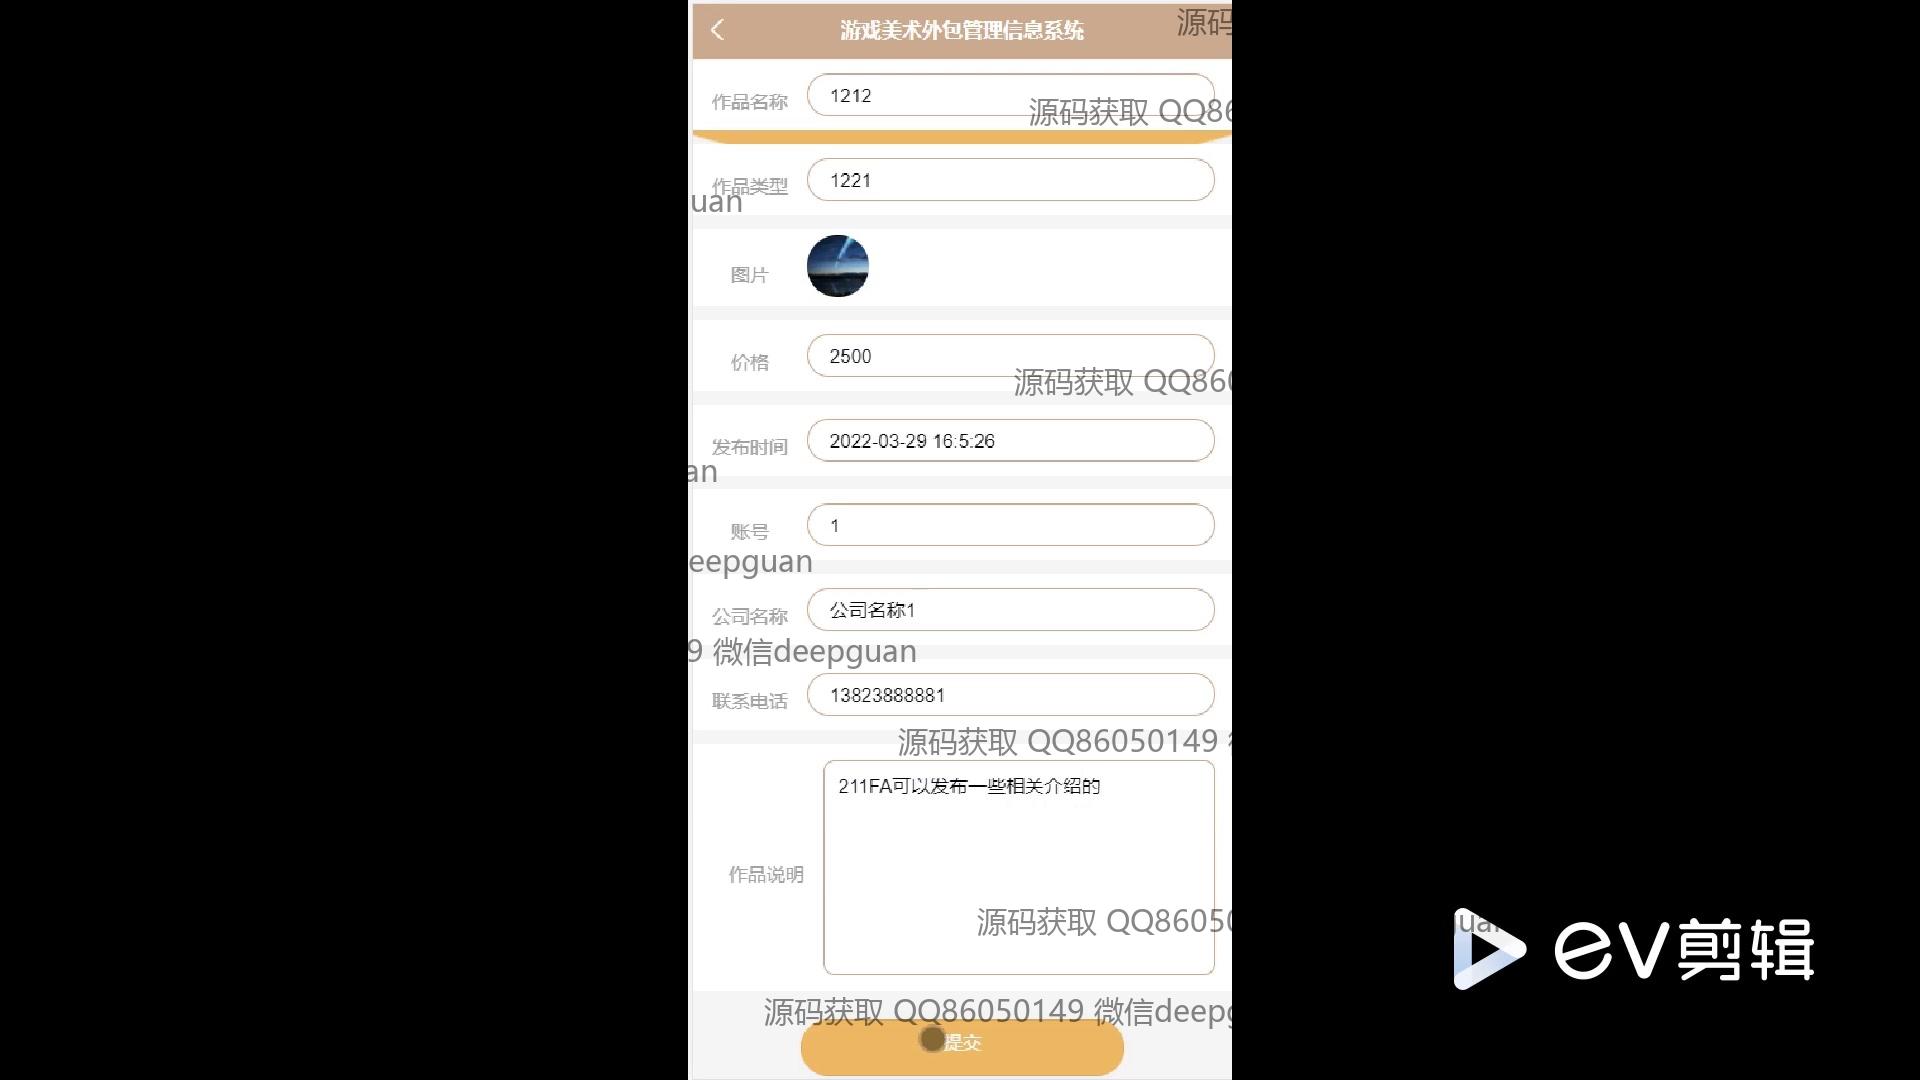 游戏美术外包管理信息系统
源码
作品名称
1212
源码获取 QQ86
作品类型
1221
uan
图片
价格
2500
源码获取 QQ860
发布时间
2022-03-29 16:5:26
an
账号
1
eepguan
公司名称
公司名称1
9 微信deepguan
联系电话
13823888881
源码获取 QQ86050149
211FA可以发布一些相关介绍的
作品说明
源码获取 QQ8605
uan
ev剪辑
源码获取 QQ86050149 微信deepg
提交